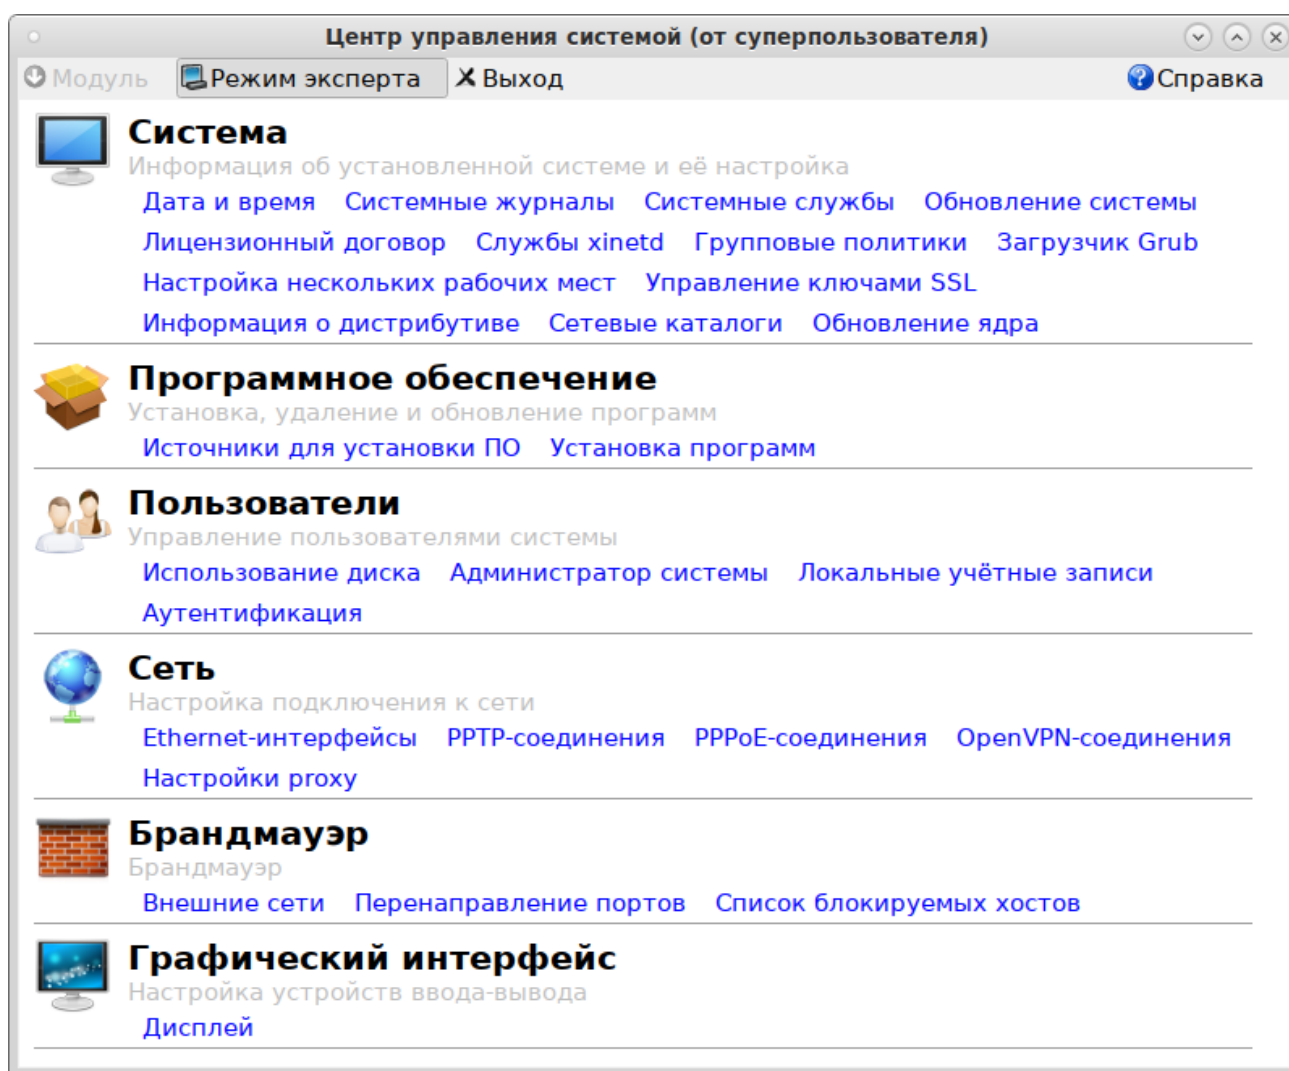 Центр управления системой (от суперпользователя)
Модуль Режим эксперта Выход Справка
Система
Информация об установленной системе и её настройка
Дата и время Системные журналы Системные службы Обновление системы
Лицензионный договор Службы xinetd Групповые политики Загрузчик Grub
Настройка нескольких рабочих мест Управление ключами SSL
Информация о дистрибутиве Сетевые каталоги Обновление ядра
Программное обеспечение
Установка, удаление и обновление программ
Источники для установки ПО Установка программ
Пользователи
Управление пользователями системы
Использование диска Администратор системы Локальные учётные записи
Аутентификация
Сеть
Настройка подключения к сети
Ethernet-интерфейсы PPTP-соединения PPPoE-соединения OpenVPN-соединения
Настройки proxy
Брандмауэр
Брандмауэр
Внешние сети Перенаправление портов Список блокируемых хостов
Графический интерфейс
Настройка устройств ввода-вывода
Дисплей